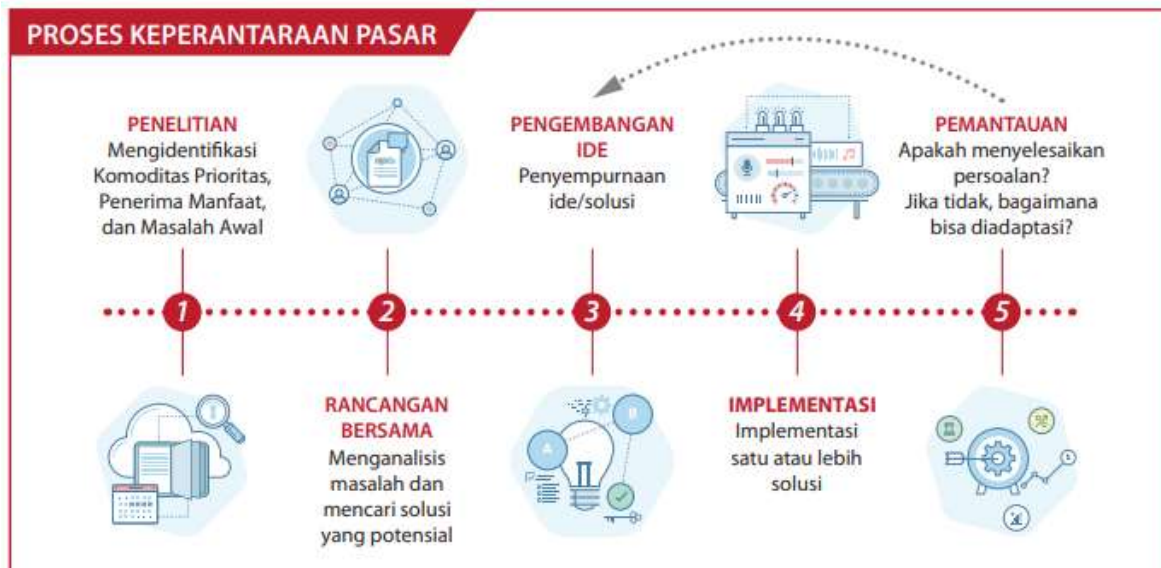 PROSES KEPERANTARAAN PASAR
PENELITIAN
Mengidentifikasi
Komoditas Prioritas,
Penerima Manfaat,
dan Masalah Awal
PENGEMBANGAN
IDE
Penyempurnaan
ide/solusi
PEMANTAUAN
Apakah menyelesaikan
persoalan?
Jika tidak, bagaimana
bisa diadaptasi?
1
2
3
4
5
RANCANGAN
BERSAMA
Menganalisis
masalah dan
mencari solusi
yang potensial
A
B
IMPLEMENTASI
Implementasi
satu atau lebih
solusi